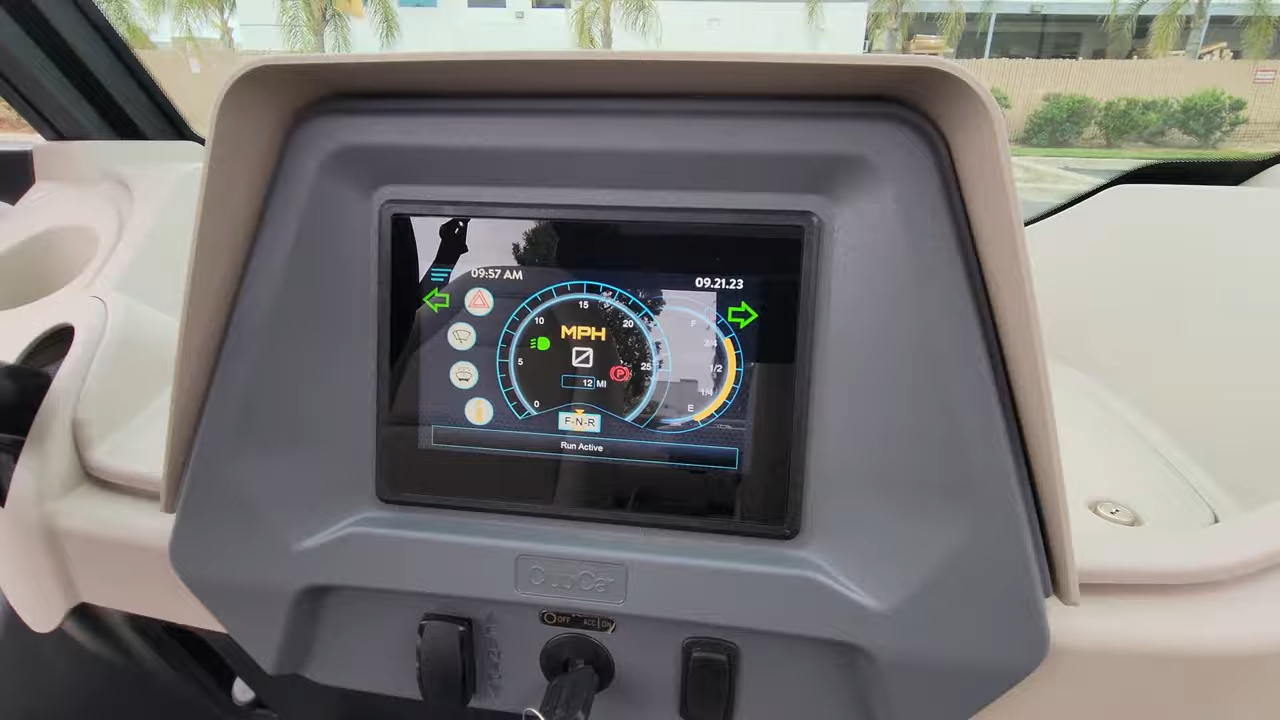 09:57 AM
09.21.23
15
10
20
MPH
5
25
12 MI
P
0
F
3/4
1/2
1/4
E
F-N-R
Run Active
ClubCar
OFF ACC ON